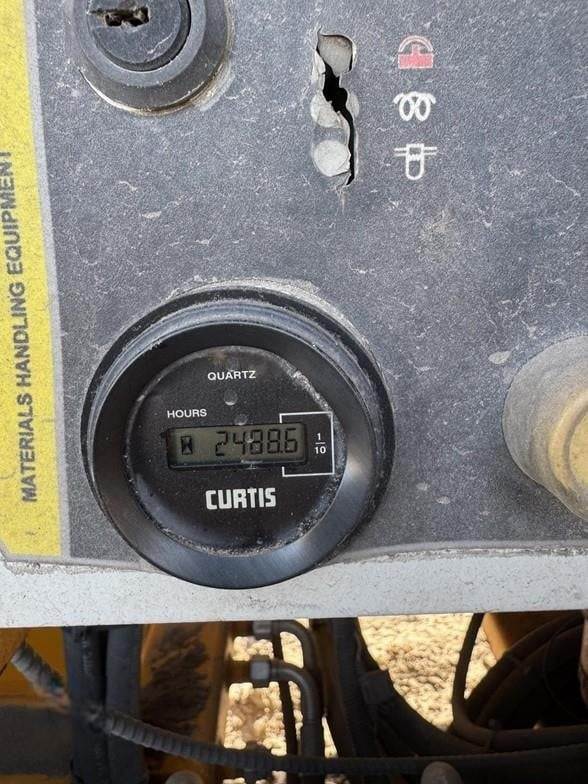 MATERIALS HANDLING EQUIPMENT
QUARTZ
HOURS
2488.6
1
10
CURTIS